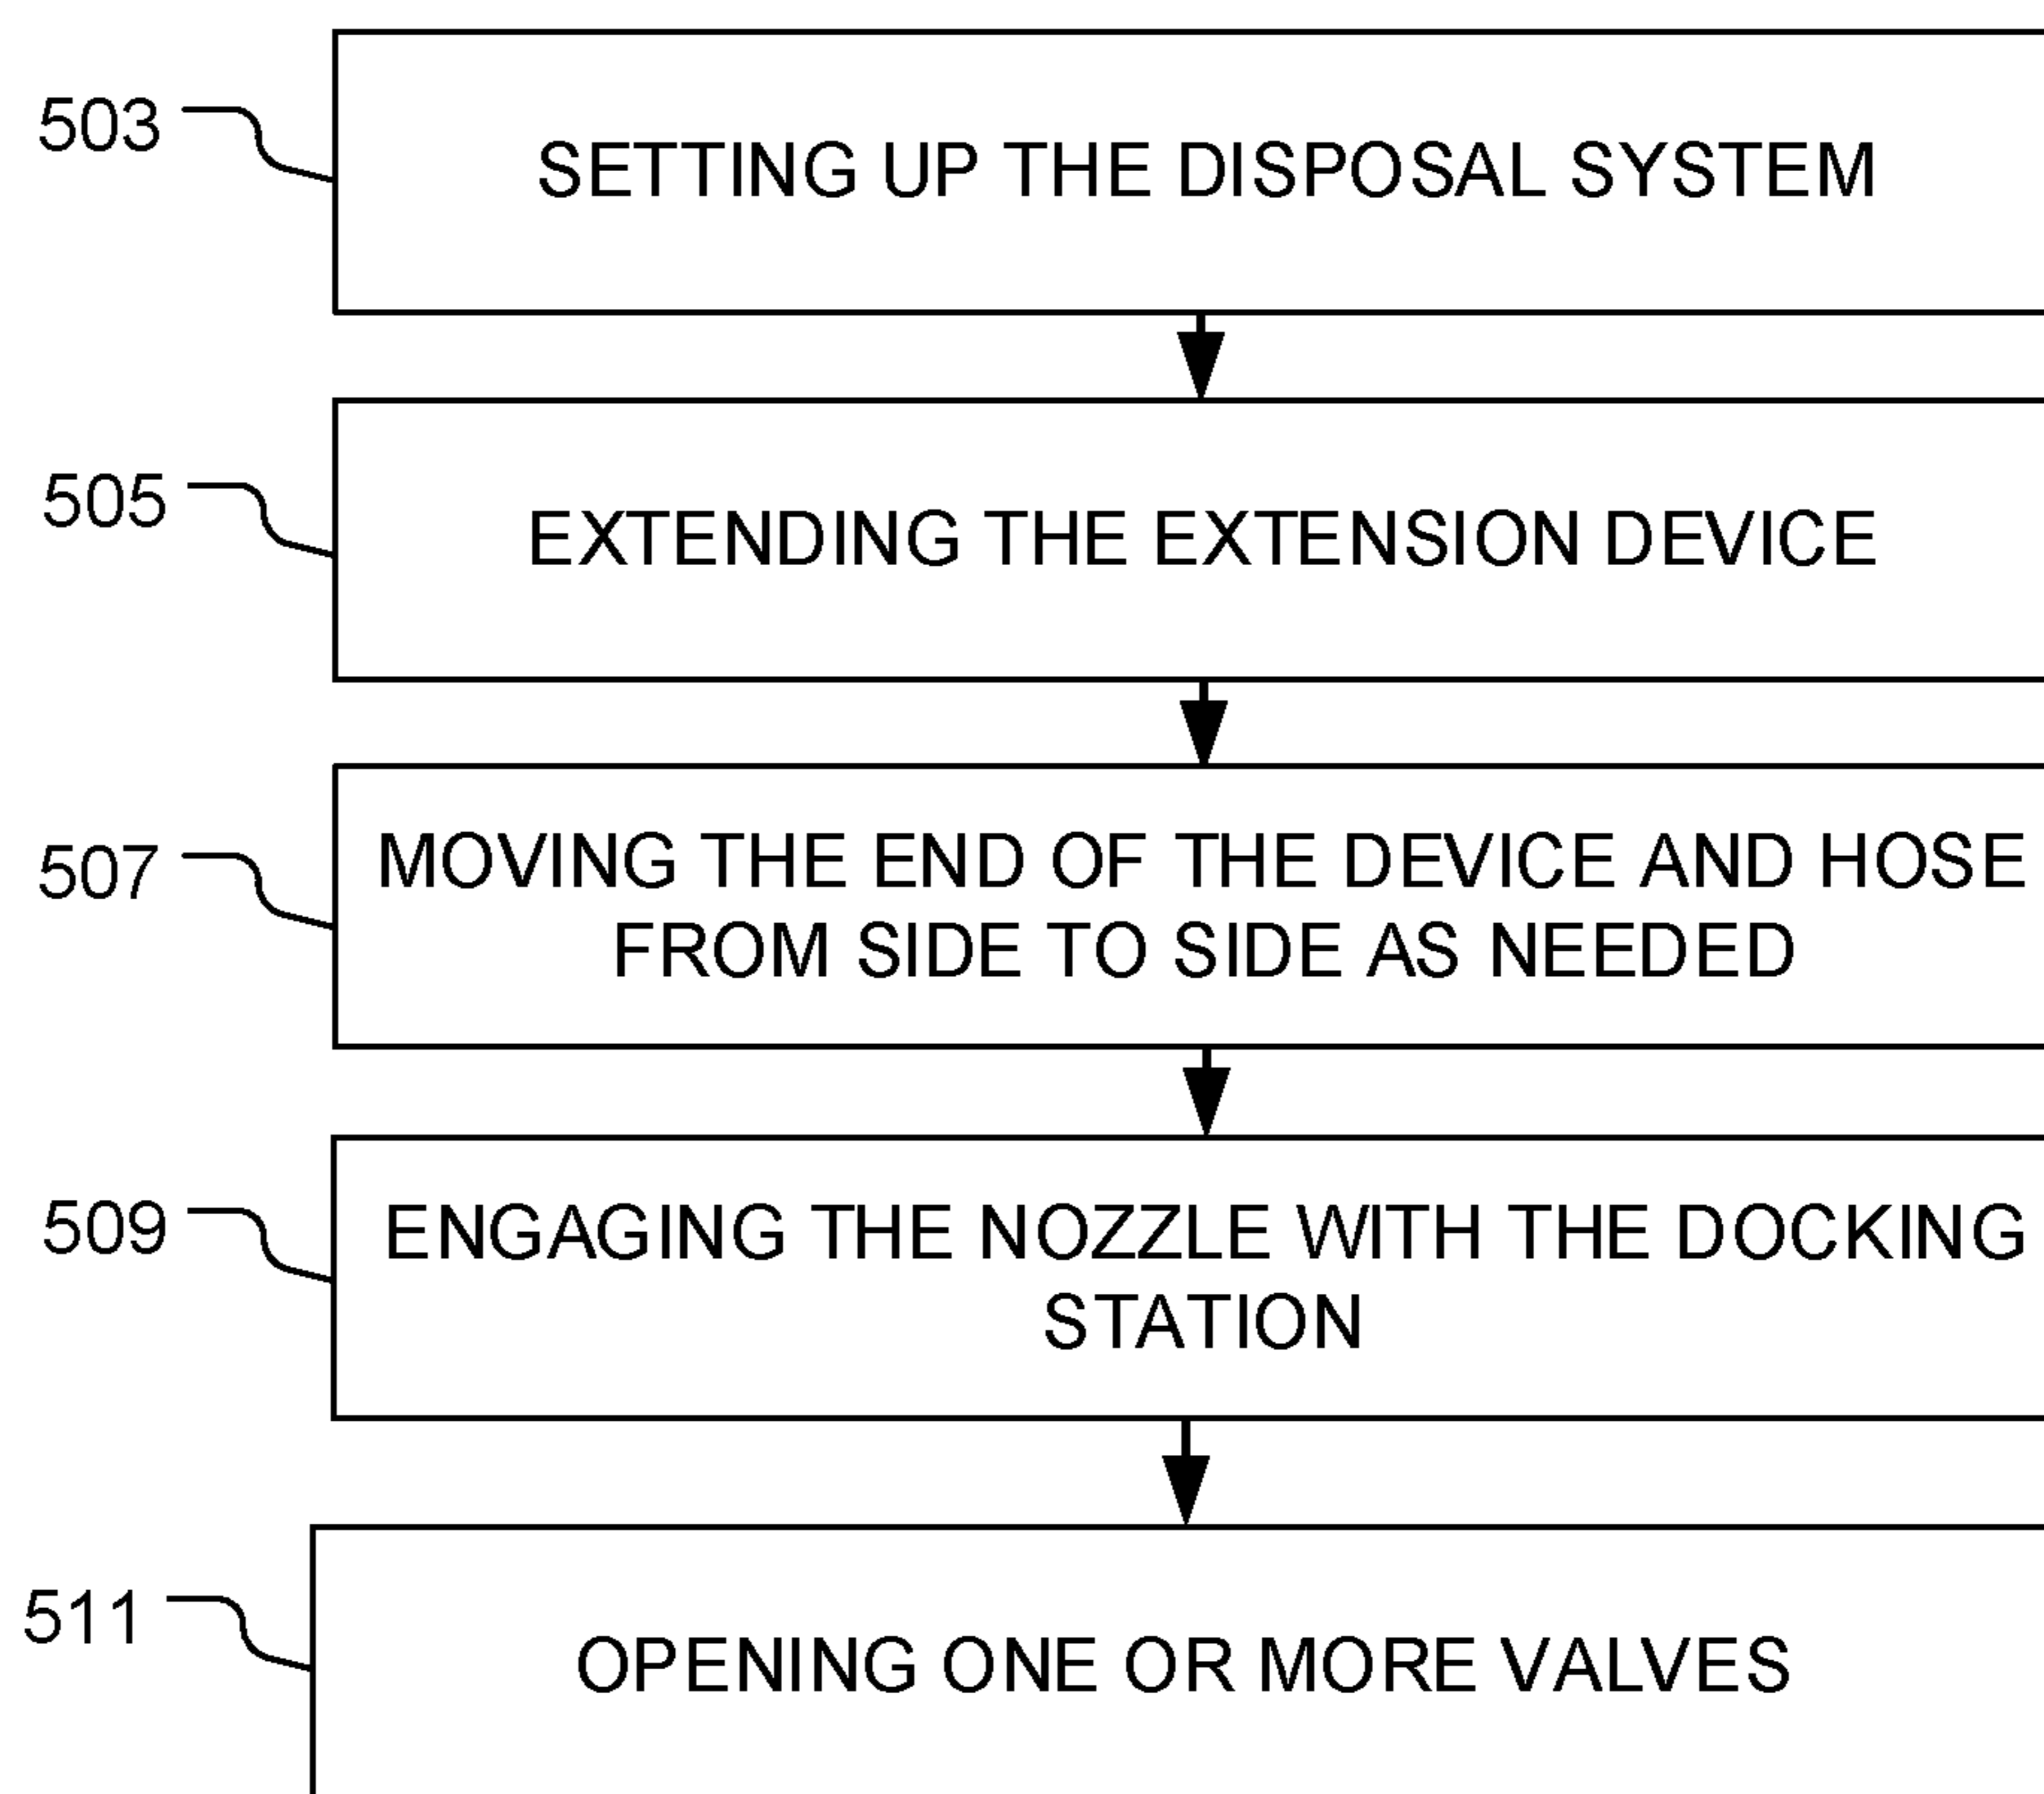 503
SETTING UP THE DISPOSAL SYSTEM
505
EXTENDING THE EXTENSION DEVICE
507
MOVING THE END OF THE DEVICE AND HOSE
FROM SIDE TO SIDE AS NEEDED
509
ENGAGING THE NOZZLE WITH THE DOCKING
STATION
511
OPENING ONE OR MORE VALVES